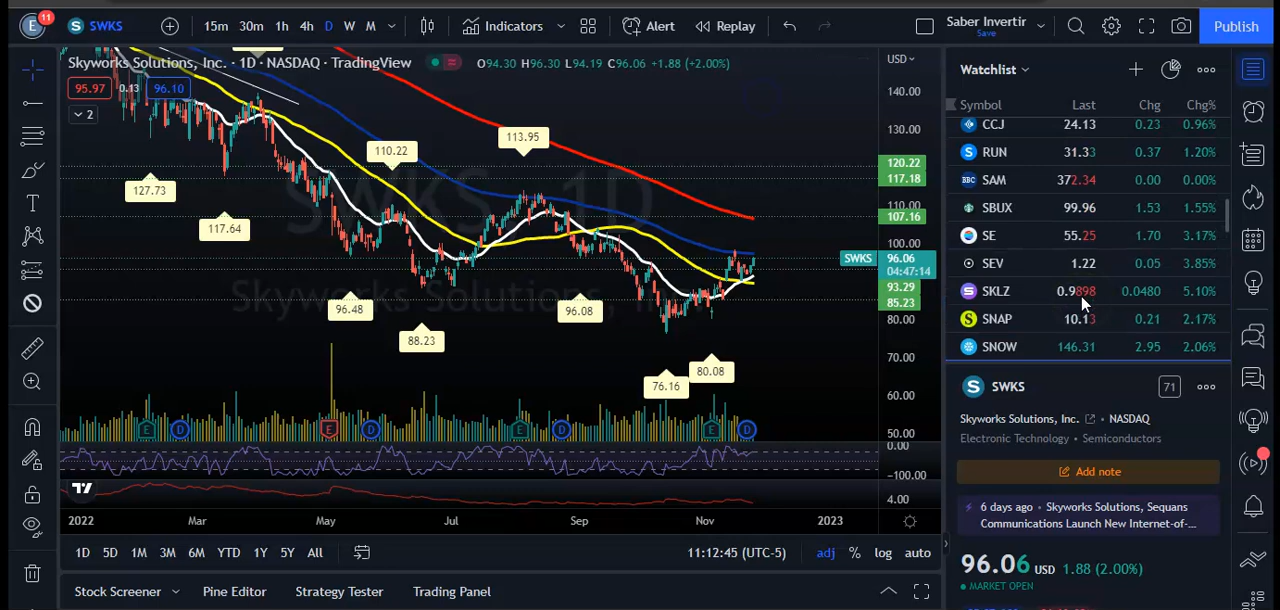 E 11 SWKS 15m 30m 1h 4h D W M Indicators Alert Replay Saber Invertir Save Publish
Skyworks Solutions, Inc. · 1D · NASDAQ · TradingView O94.30 H96.30 L94.19 C96.06 +1.88 (+2.00%)
95.97 0.13 96.10
2
SWKS, 1D
Skyworks Solutions, Inc.
127.73
117.64
110.22
96.48
88.23
113.95
96.08
76.16
80.08
USD
140.00
130.00
120.22
117.18
110.00
107.16
100.00
SWKS 96.06
04:47:14
93.29
85.23
80.00
70.00
60.00
50.00
0.00
−100.00
4.00
E D E D E D E D
2022 Mar May Jul Sep Nov 2023
1D 5D 1M 3M 6M YTD 1Y 5Y All 11:12:45 (UTC-5) adj % log auto
Stock Screener Pine Editor Strategy Tester Trading Panel
Watchlist
Symbol Last Chg Chg%
CCJ 24.13 0.23 0.96%
RUN 31.33 0.37 1.20%
SAM 372.34 0.00 0.00%
SBUX 99.96 1.53 1.55%
SE 55.25 1.70 3.17%
SEV 1.22 0.05 3.85%
SKLZ 0.9898 0.0480 5.10%
SNAP 10.13 0.21 2.17%
SNOW 146.31 2.95 2.06%
SWKS 71
Skyworks Solutions, Inc. · NASDAQ
Electronic Technology · Semiconductors
Add note
6 days ago · Skyworks Solutions, Sequans
Communications Launch New Internet-of-...
96.06 USD 1.88 (2.00%)
MARKET OPEN